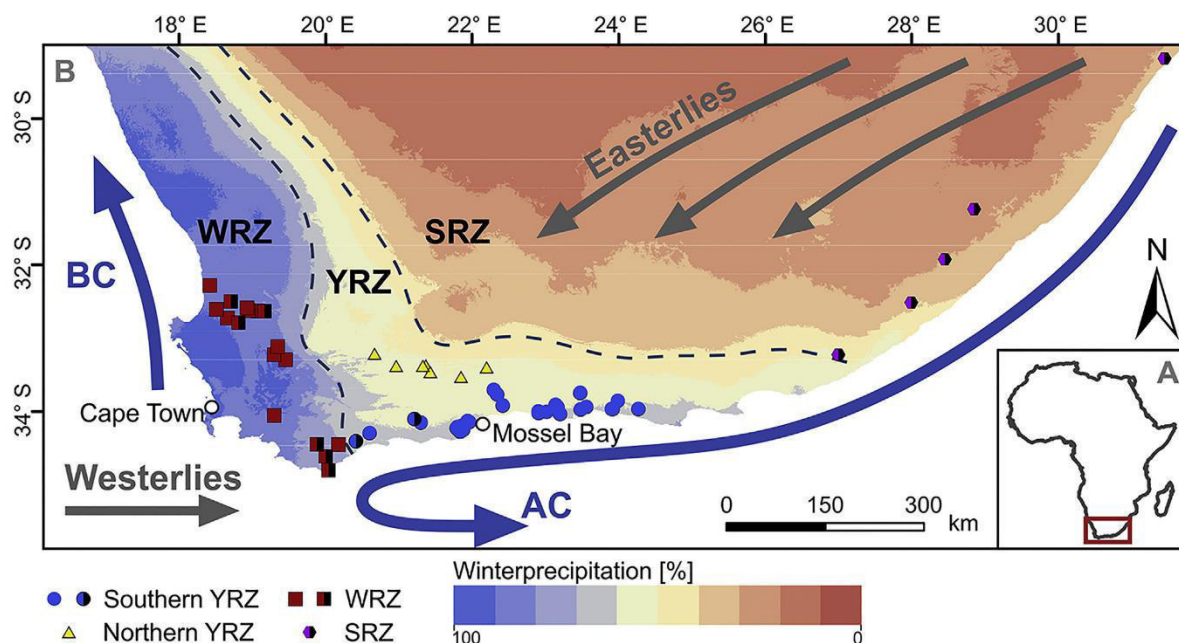 18° E 20° E 22° E 24° E 26° E 28° E 30° E
B
30° S
32° S
34° S
Easterlies
WRZ
SRZ
YRZ
BC
N
A
Cape Town
Mossel Bay
Westerlies
AC
0 150 300
km
Southern YRZ
WRZ
Northern YRZ
SRZ
Winterprecipitation [%]
100 0